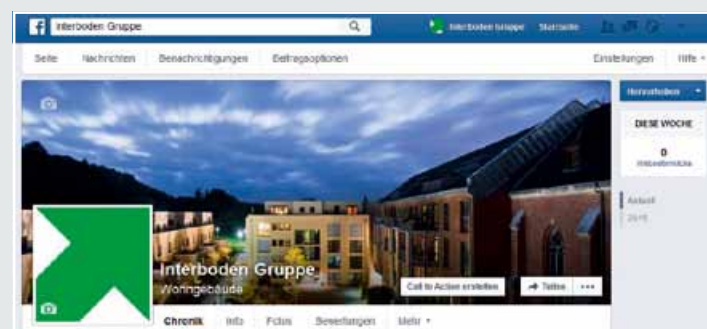 Interboden Gruppe
Interboden Gruppe Startseite
Seite Nachrichten Benachrichtigungen Beitragsoptionen Einstellungen Hilfe
Hervorheben
DIESE WOCHE
0
Aktuell
Interboden Gruppe
Wohngebäude
Call to Action erstellen Teilen •••
Chronik Info Fotos Bewertungen Mehr